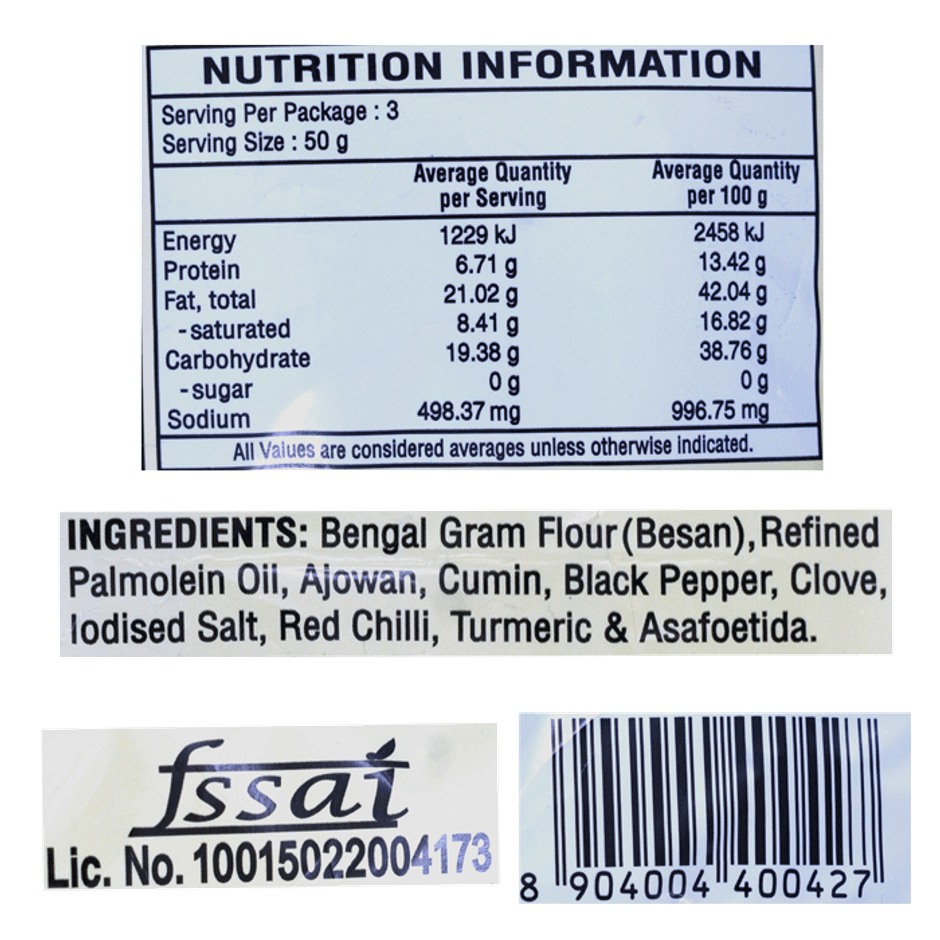 NUTRITION INFORMATION
Serving Per Package : 3
Serving Size : 50 g
Average Quantity per Serving Average Quantity per 100 g
Energy 1229 kJ 2458 kJ
Protein 6.71 g 13.42 g
Fat, total 21.02 g 42.04 g
- saturated 8.41 g 16.82 g
Carbohydrate 19.38 g 38.76 g
- sugar 0 g 0 g
Sodium 498.37 mg 996.75 mg
All Values are considered averages unless otherwise indicated.
INGREDIENTS: Bengal Gram Flour (Besan), Refined
Palmolein Oil, Ajowan, Cumin, Black Pepper, Clove,
Iodised Salt, Red Chilli, Turmeric & Asafoetida.
fssai
Lic. No. 10015022004173
8 904004 400427